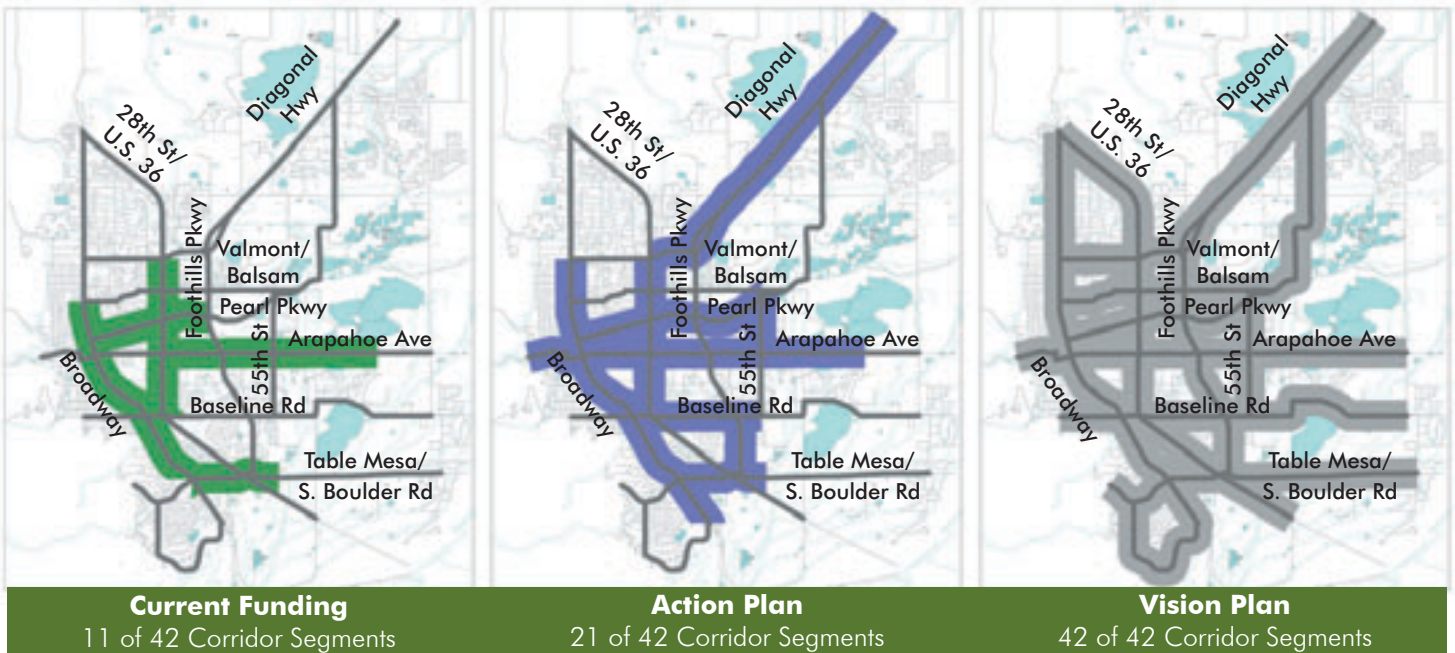 Diagonal
Hwy
28th St/
U.S. 36
Foothills Pkwy
Valmont/
Balsam
Pearl Pkwy
55th St
Arapahoe Ave
Broadway
Baseline Rd
Table Mesa/
S. Boulder Rd
Current Funding
11 of 42 Corridor Segments
Diagonal
Hwy
28th St/
U.S. 36
Foothills Pkwy
Valmont/
Balsam
Pearl Pkwy
55th St
Arapahoe Ave
Broadway
Baseline Rd
Table Mesa/
S. Boulder Rd
Action Plan
21 of 42 Corridor Segments
Diagonal
Hwy
28th St/
U.S. 36
Foothills Pkwy
Valmont/
Balsam
Pearl Pkwy
55th St
Arapahoe Ave
Broadway
Baseline Rd
Table Mesa/
S. Boulder Rd
Vision Plan
42 of 42 Corridor Segments